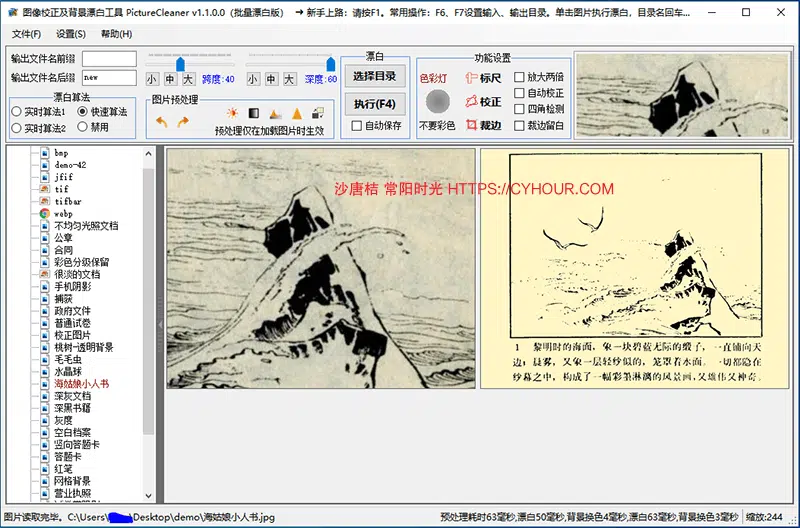 图像校正及背景漂白工具 PictureCleaner v1.1.0.0（批量漂白版） ➔ 新手上路：请按F1。常用操作：F6、F7设置输入、输出目录。单击图片执行漂白，目录名回车...
文件(F) 设置(S) 帮助(H)
输出文件名前缀
输出文件名后缀 new
小 中 大 跨度:40
小 中 大 深度:60
漂白算法
实时算法1 快速算法
实时算法2 禁用
图片预处理
预处理仅在加载图片时生效
漂白
选择目录
执行(F4)
自动保存
功能设置
色彩灯 标尺 放大两倍
校正 自动校正
四角检测
不要彩色 裁边 裁边留白
bmp
demo-42
jfif
tif
tifbar
webp
不均匀光照文档
公章
合同
彩色分级保留
很淡的文档
手机阴影
捕获
政府文件
普通试卷
校正图片
桃树-透明背景
毛毛虫
水晶球
海姑娘小人书
深灰文档
深黑书籍
灰度
空白档案
竖向答题卡
答题卡
红笔
网格背景
营业执照
沙唐桔 常阳时光 HTTPS://CYHOUR.COM
1 黎明时的海面，象一块碧蓝无际的缎子，一直铺向天
边；晨雾，又象一层轻纱似的，笼罩着水面。一切都隐在
纱幕之中，构成了一幅彩墨淋漓的风景画，又雄伟又神奇。
图片读取完毕。C:\Users\ Desktop\demo\海姑娘小人书.jpg
预处理耗时63毫秒,漂白50毫秒,背景换色4毫秒,漂白63毫秒,背景换色3毫秒 缩放:244